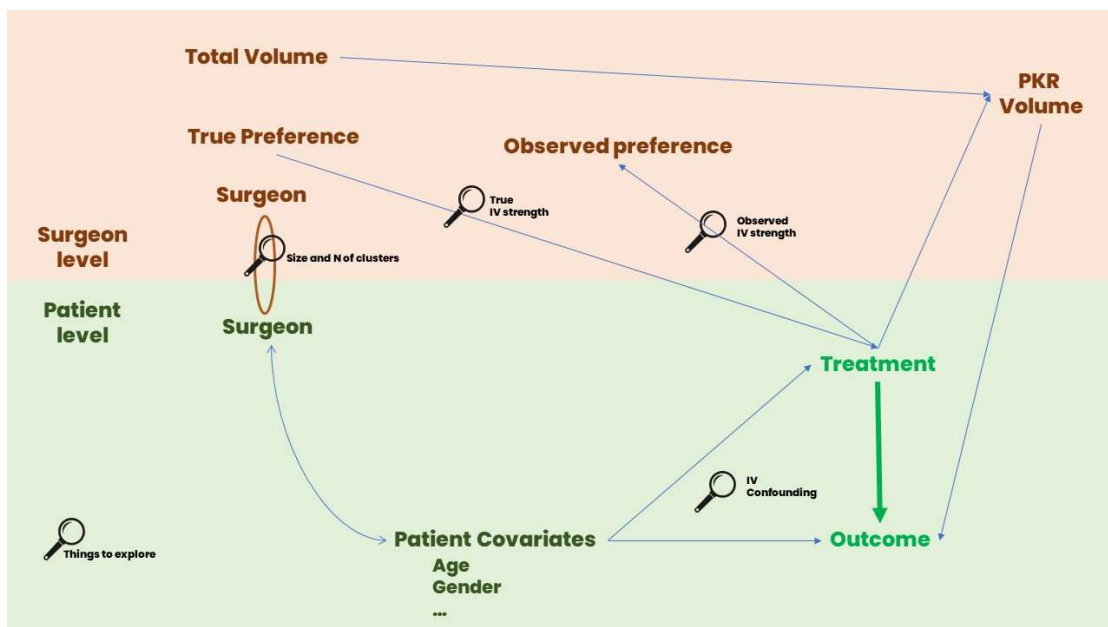 Total Volume
PKR
Volume
True Preference
Observed preference
Surgeon
True
IV strength
Observed
IV strength
Surgeon
level
Size and N of clusters
Patient
level
Surgeon
Treatment
IV
Confounding
Things to explore
Patient Covariates
Outcome
Age
Gender
...